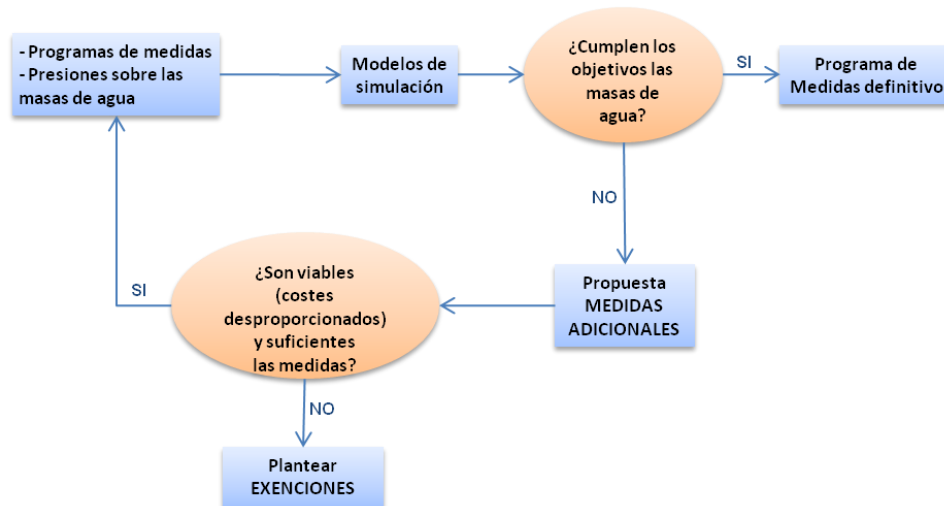 - Programas de medidas
- Presiones sobre las
masas de agua
Modelos de
simulación
¿Cumplen los
objetivos las
masas de
agua?
SI
Programa de
Medidas definitivo
NO
Propuesta
MEDIDAS
ADICIONALES
¿Son viables
(costes
desproporcionados)
y suficientes
las medidas?
SI
NO
Plantear
EXENCIONES